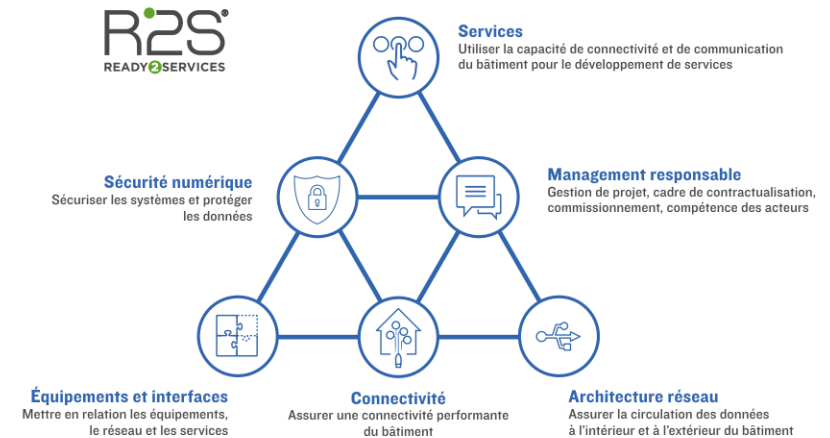 R2S®
READY2SERVICES
Services
Utiliser la capacité de connectivité et de communication
du bâtiment pour le développement de services
Sécurité numérique
Sécuriser les systèmes et protéger
les données
Management responsable
Gestion de projet, cadre de contractualisation,
commissionnement, compétence des acteurs
Équipements et interfaces
Mettre en relation les équipements,
le réseau et les services
Connectivité
Assurer une connectivité performante
du bâtiment
Architecture réseau
Assurer la circulation des données
à l'intérieur et à l'extérieur du bâtiment